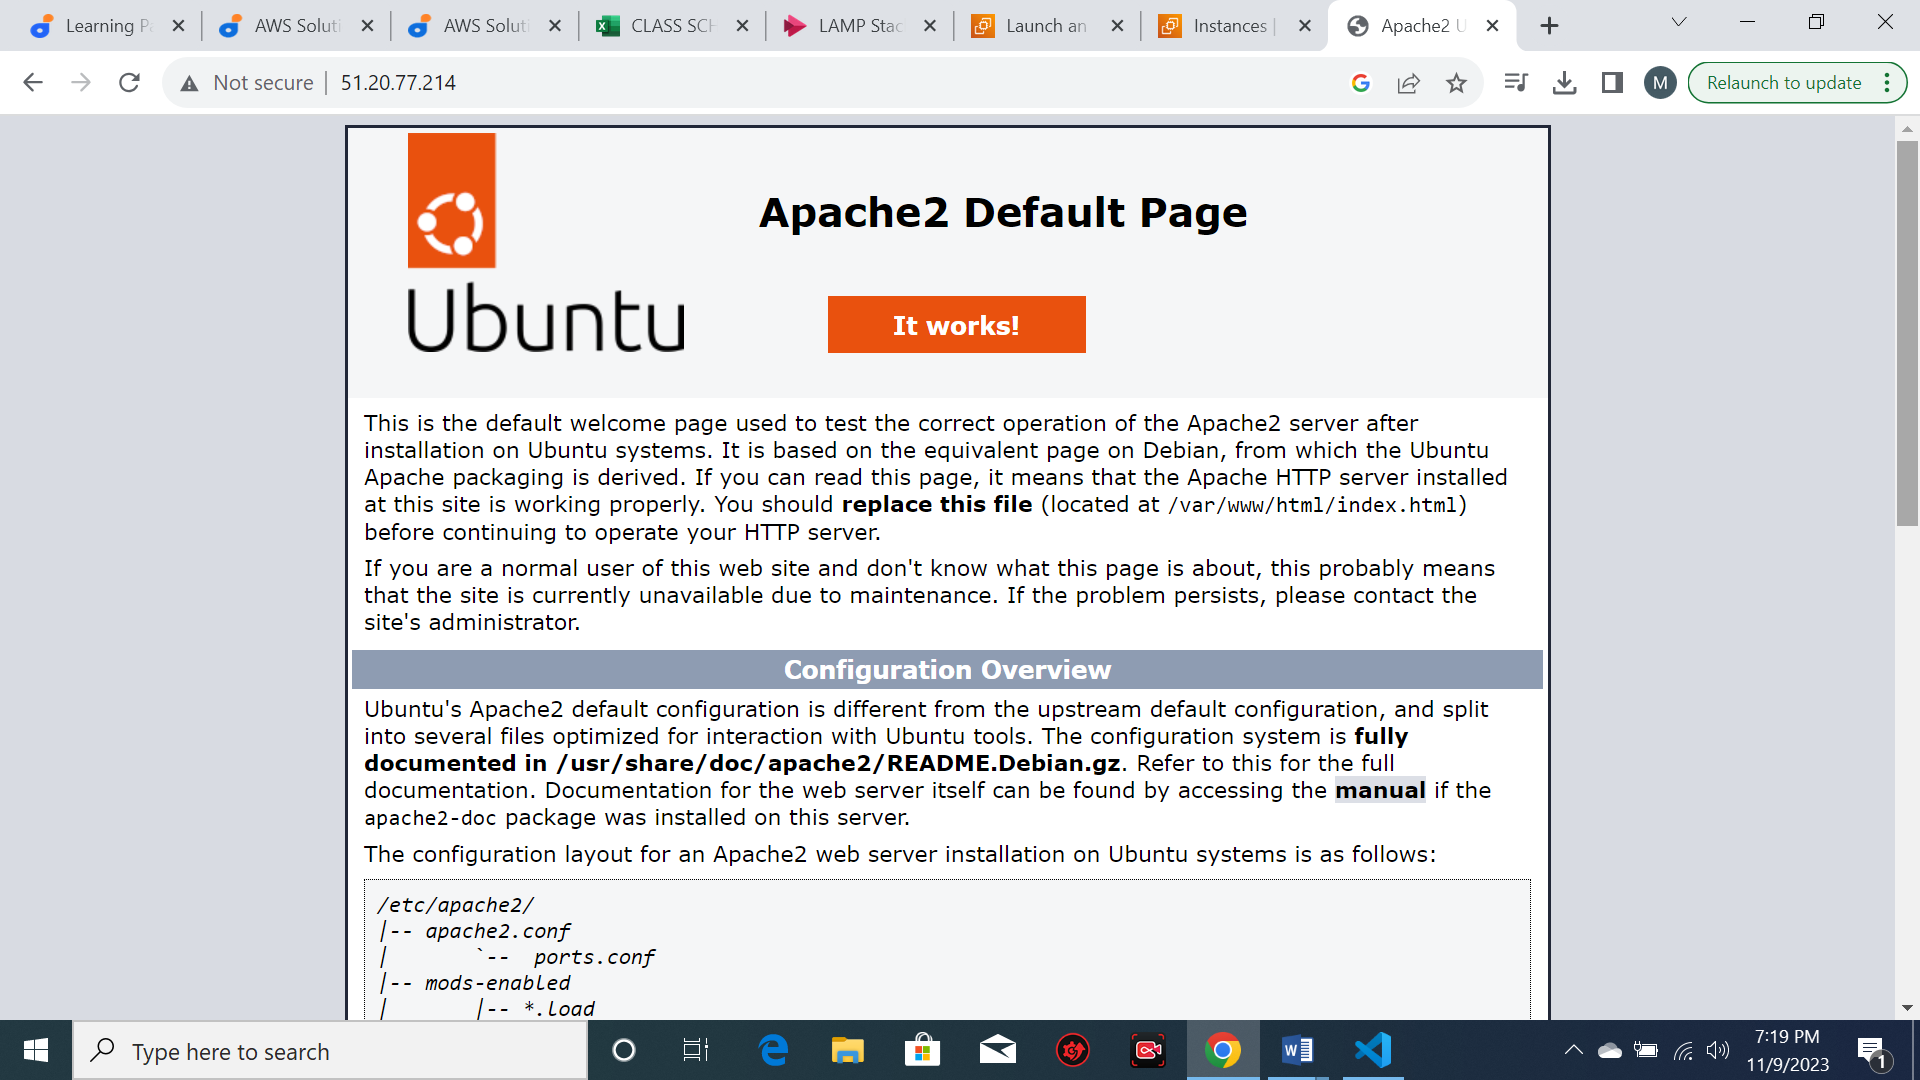 Learning Pa
AWS Soluti
AWS Soluti
CLASS SCH
LAMP Stac
Launch an
Instances |
Apache2 U
Not secure
51.20.77.214
M
Relaunch to update
Ubuntu
Apache2 Default Page
It works!
This is the default welcome page used to test the correct operation of the Apache2 server after
installation on Ubuntu systems. It is based on the equivalent page on Debian, from which the Ubuntu
Apache packaging is derived. If you can read this page, it means that the Apache HTTP server installed
at this site is working properly. You should replace this file (located at /var/www/html/index.html)
before continuing to operate your HTTP server.
If you are a normal user of this web site and don't know what this page is about, this probably means
that the site is currently unavailable due to maintenance. If the problem persists, please contact the
site's administrator.
Configuration Overview
Ubuntu's Apache2 default configuration is different from the upstream default configuration, and split
into several files optimized for interaction with Ubuntu tools. The configuration system is fully
documented in /usr/share/doc/apache2/README.Debian.gz. Refer to this for the full
documentation. Documentation for the web server itself can be found by accessing the manual if the
apache2-doc package was installed on this server.
The configuration layout for an Apache2 web server installation on Ubuntu systems is as follows:
/etc/apache2/
|-- apache2.conf
|       `--  ports.conf
|-- mods-enabled
|       |-- *.load
Type here to search
7:19 PM
11/9/2023
1